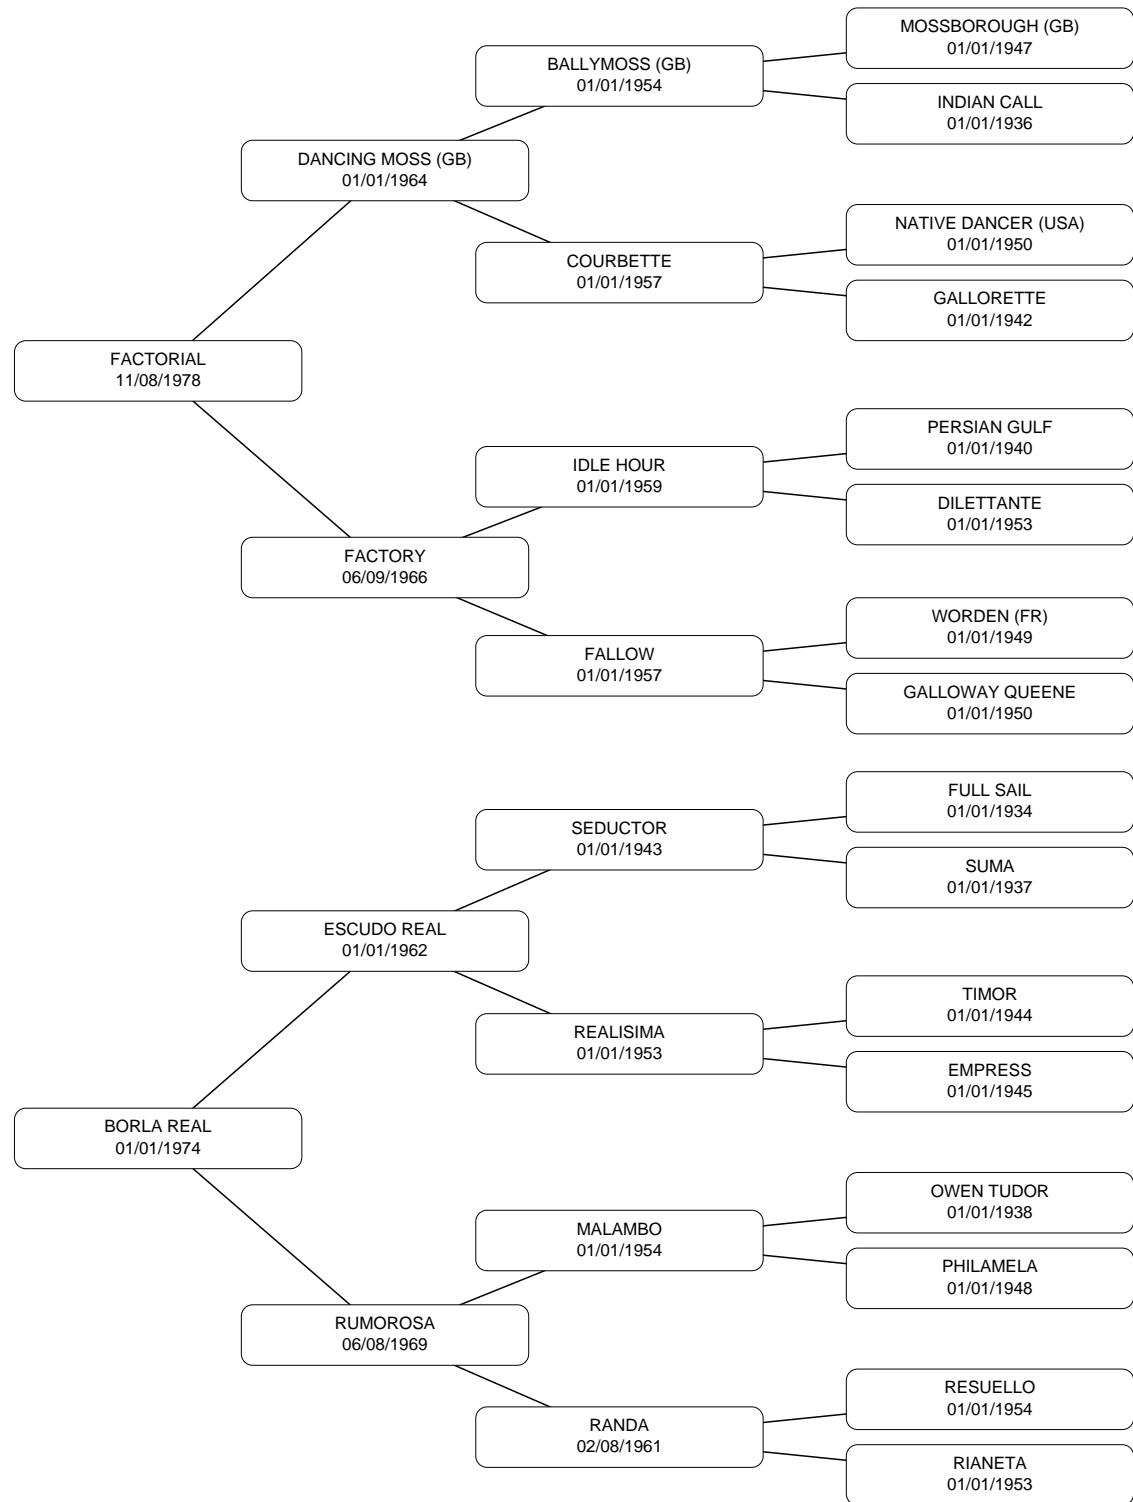 MOSSBOROUGH (GB)
01/01/1947
BALLYMOSS (GB)
01/01/1954
INDIAN CALL
01/01/1936
DANCING MOSS (GB)
01/01/1964
NATIVE DANCER (USA)
01/01/1950
COURBETTE
01/01/1957
GALLORETTE
01/01/1942
FACTORIAL
11/08/1978
PERSIAN GULF
01/01/1940
IDLE HOUR
01/01/1959
DILETTANTE
01/01/1953
FACTORY
06/09/1966
WORDEN (FR)
01/01/1949
FALLOW
01/01/1957
GALLOWAY QUEENE
01/01/1950
FULL SAIL
01/01/1934
SEDUCTOR
01/01/1943
SUMA
01/01/1937
ESCUDO REAL
01/01/1962
TIMOR
01/01/1944
REALISIMA
01/01/1953
EMPRESS
01/01/1945
BORLA REAL
01/01/1974
OWEN TUDOR
01/01/1938
MALAMBO
01/01/1954
PHILAMELA
01/01/1948
RUMOROSA
06/08/1969
RESUELLO
01/01/1954
RANDA
02/08/1961
RIANETA
01/01/1953